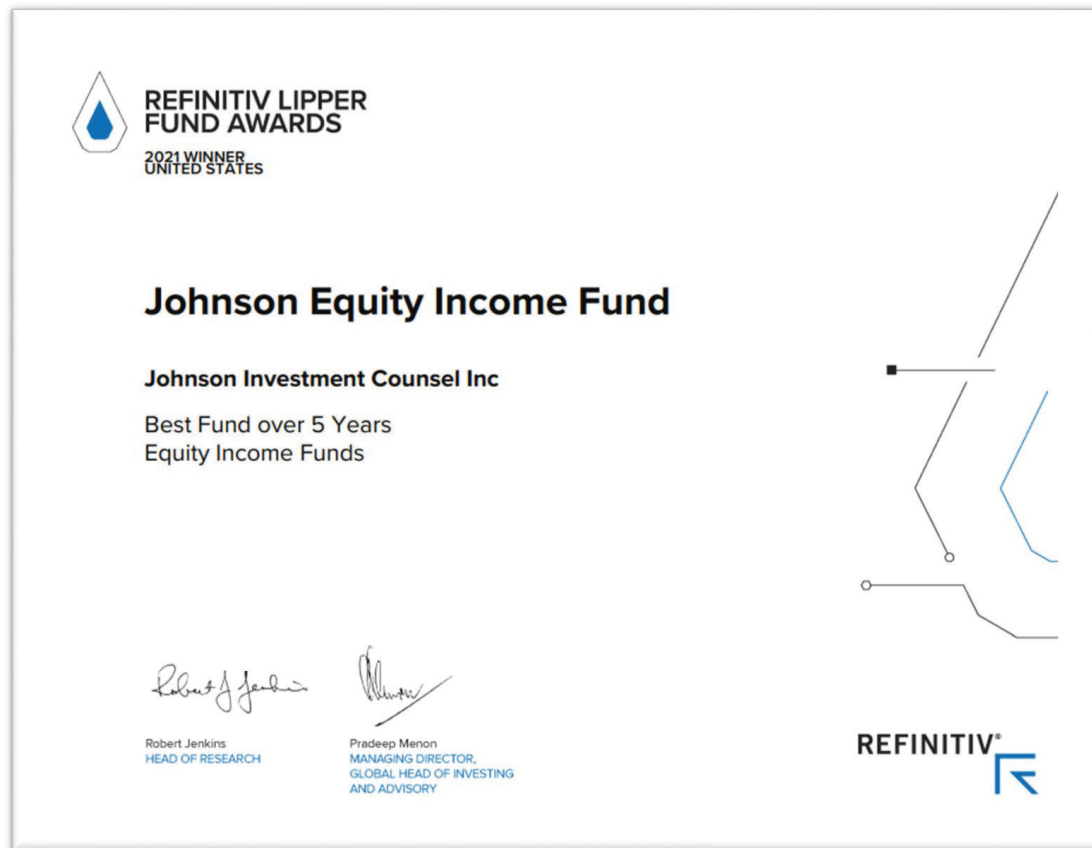 REFINITIV LIPPER
FUND AWARDS
2021 WINNER
UNITED STATES
Johnson Equity Income Fund
Johnson Investment Counsel Inc
Best Fund over 5 Years
Equity Income Funds
Robert J Jenkins
Robert Jenkins
HEAD OF RESEARCH
Pradeep Menon
MANAGING DIRECTOR,
GLOBAL HEAD OF INVESTING
AND ADVISORY
REFINITIV®